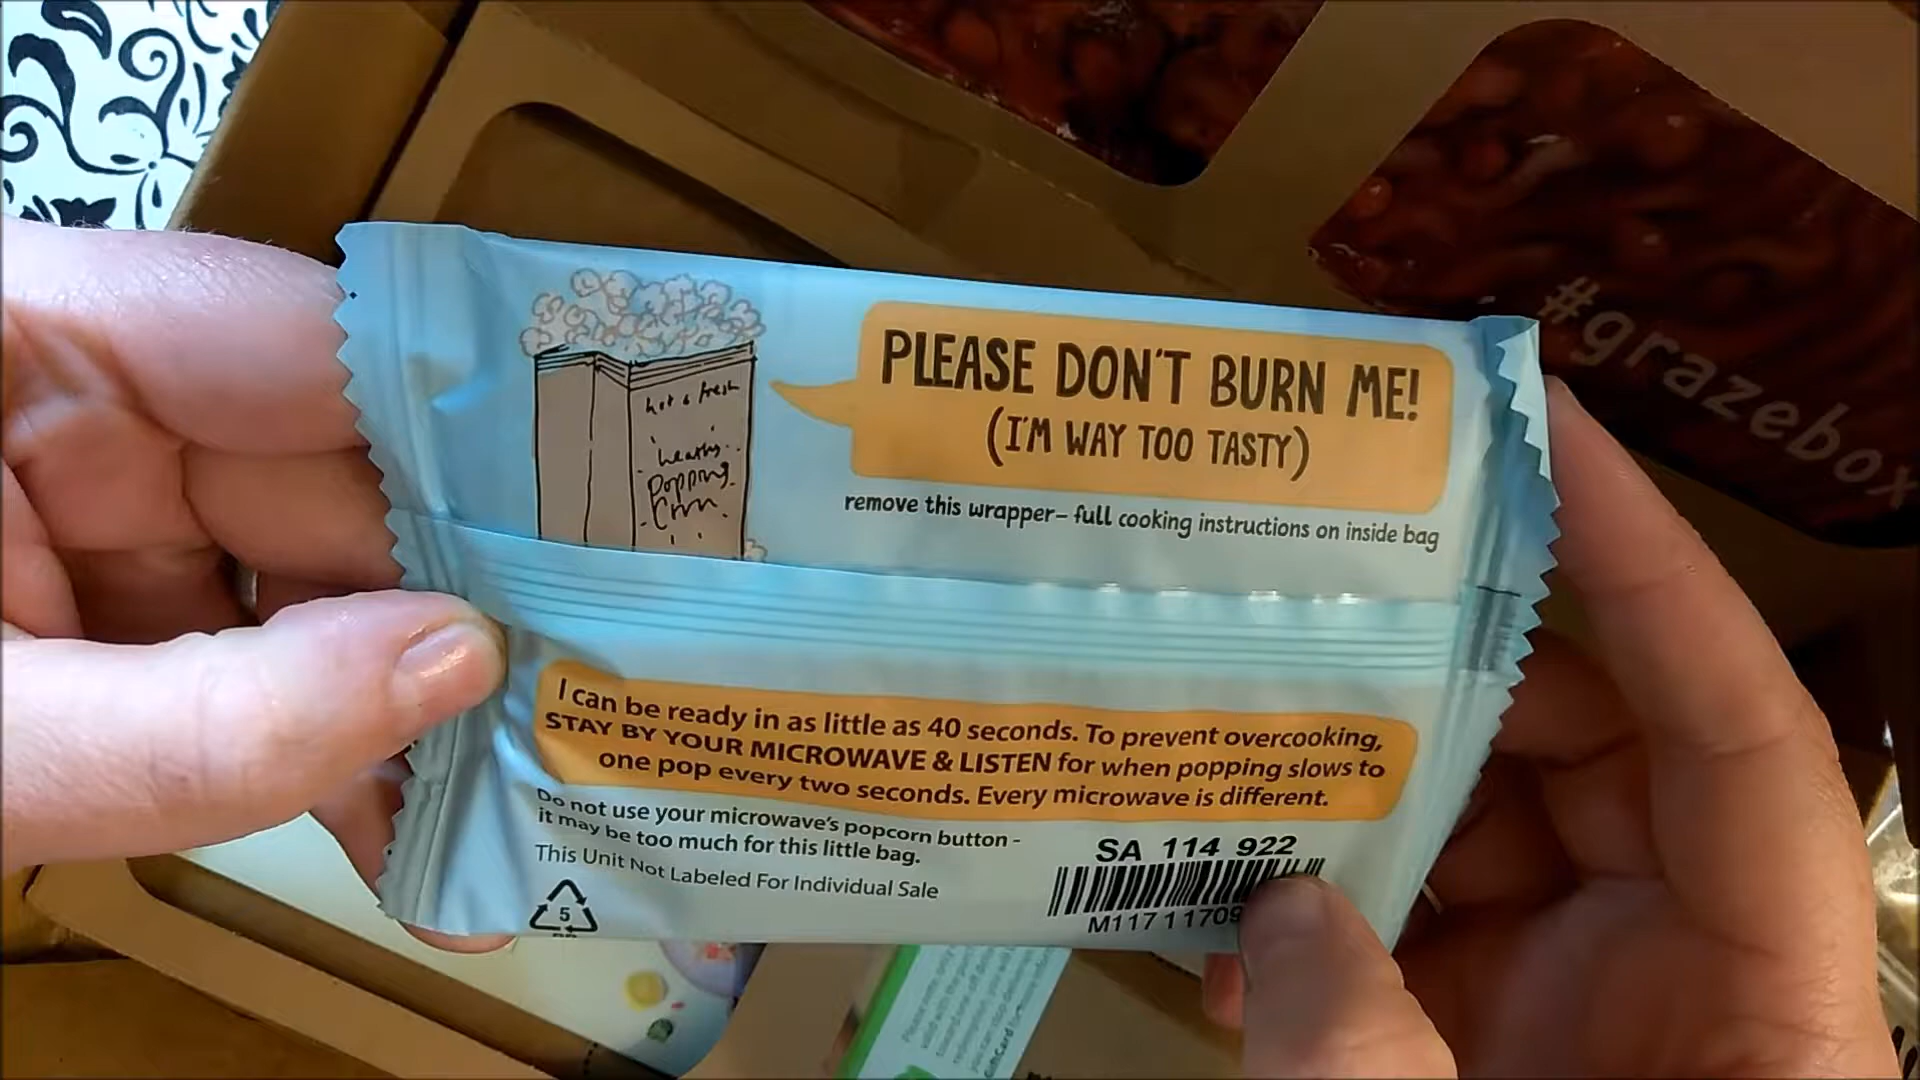 hot & fresh
hearty
Popping
Corn
PLEASE DON'T BURN ME!
(I'M WAY TOO TASTY)
remove this wrapper– full cooking instructions on inside bag
I can be ready in as little as 40 seconds. To prevent overcooking,
STAY BY YOUR MICROWAVE & LISTEN for when popping slows to
one pop every two seconds. Every microwave is different.
Do not use your microwave's popcorn button -
it may be too much for this little bag.
This Unit Not Labeled For Individual Sale
5
SA 114 922
M117 11709
#grazebox